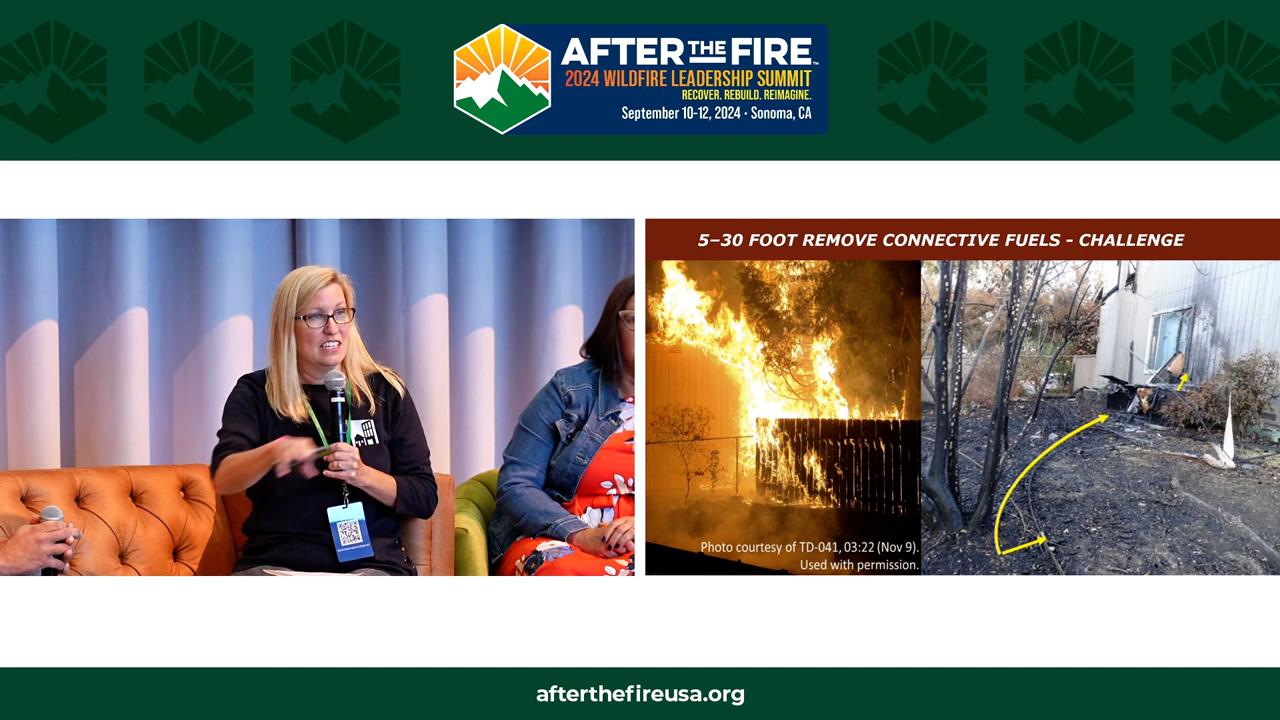 AFTER THE FIRE™
2024 WILDFIRE LEADERSHIP SUMMIT
RECOVER. REBUILD. REIMAGINE.
September 10-12, 2024 · Sonoma, CA
5–30 FOOT REMOVE CONNECTIVE FUELS - CHALLENGE
Photo courtesy of TD-041, 03:22 (Nov 9).
Used with permission.
afterthefireusa.org